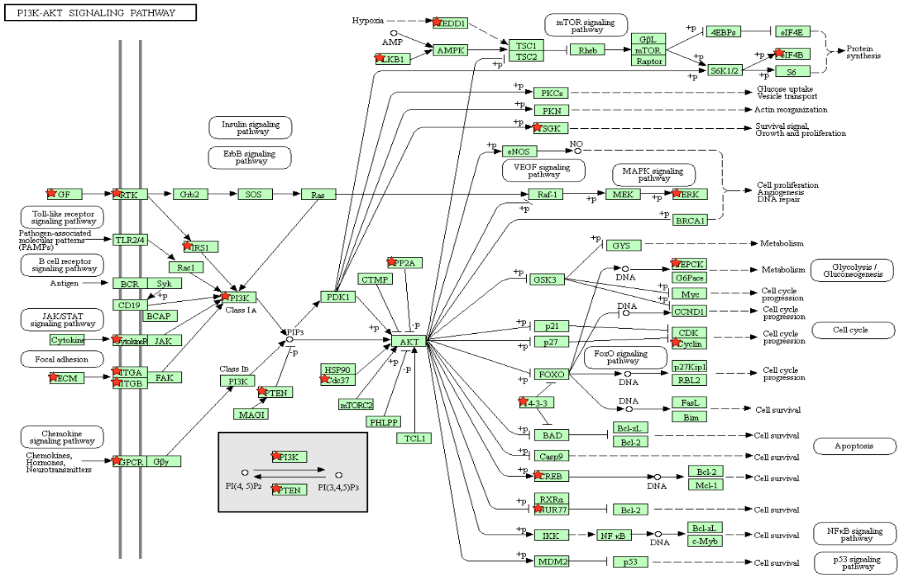 PI3K-AKT SIGNALING PATHWAY
Hypoxia
REDD1
AMP
LKB1
AMPK
+p
TSC1
TSC2
Rheb
mTOR signaling
pathway
GβL
mTOR
Raptor
+p
4EBPs
eIF4E
EIF4B
S6K1/2
S6
Protein
synthesis
PKCs
Glucose uptake
Vesicle transport
PKN
Actin reorganization
SGK
Survival signal,
Growth and proliferation
Insulin signaling
pathway
ErbB signaling
pathway
eNOS
NO
VEGF signaling
pathway
MAPK signaling
pathway
GF
RTK
Grb2
SOS
Ras
Raf-1
MEK
ERK
Cell proliferation
Angiogenesis
DNA repair
BRCA1
Toll-like receptor
signaling pathway
Pathogen-associated
molecular patterns
(PAMPs)
TLR2/4
IRS1
Rac1
B cell receptor
signaling pathway
Antigen
BCR
Syk
CD19
+p
BCAP
PI3K
Class IA
PDK1
PP2A
CTMP
GYS
Metabolism
GSK3
DNA
PEPCK
G6Pace
Metabolism
Glycolysis /
Gluconeogenesis
Myc
Cell cycle
progression
CCND1
Cell cycle
progression
JAK/STAT
signaling pathway
Cytokine
CytokineR
JAK
PIP3
-p
AKT
p21
p27
CDK
Cyclin
Cell cycle
progression
Cell cycle
Focal adhesion
ECM
ITGA
ITGB
FAK
Class IB
PI3K
PTEN
MAGI
HSP90
Cdc37
mTORC2
PHLPP
TCL1
FOXO
FoxO signaling
pathway
DNA
p27Kip1
RBL2
Cell cycle
progression
14-3-3
DNA
FasL
Bim
Cell survival
Chemokine
signaling pathway
Chemokines,
Hormones,
Neurotransmitters
GPCR
Gβγ
PI3K
PI(4, 5)P2
PI(3,4,5)P3
PTEN
BAD
Bcl-xL
Bcl-2
Cell survival
Apoptosis
Casp9
Cell survival
CREB
DNA
Bcl-2
Mcl-1
Cell survival
RXRα
NUR77
Bcl-2
Cell survival
IKK
NFκB
DNA
Bcl-xL
c-Myb
Cell survival
NFκB signaling
pathway
MDM2
p53
Cell survival
p53 signaling
pathway